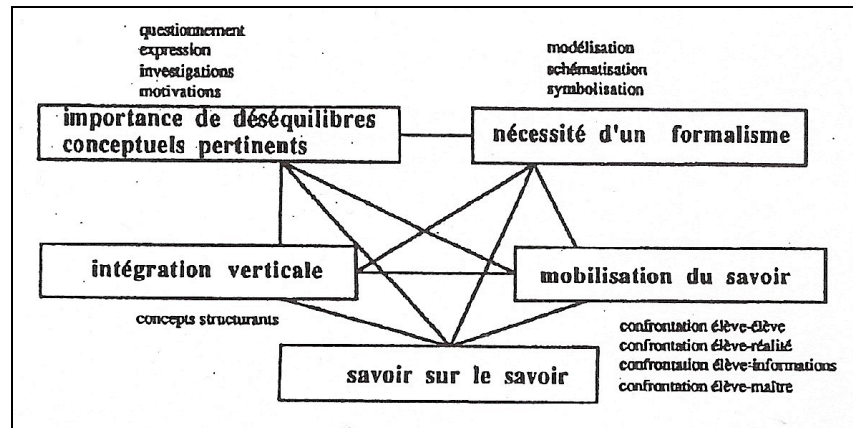 questionnement
expression
investigations
motivations
modélisation
schématisation
symbolisation
importance de déséquilibres
conceptuels pertinents
nécessité d'un formalisme
intégration verticale
mobilisation du savoir
concepts structurants
confrontation élève-élève
confrontation élève-réalité
confrontation élève-informations
confrontation élève-maître
savoir sur le savoir